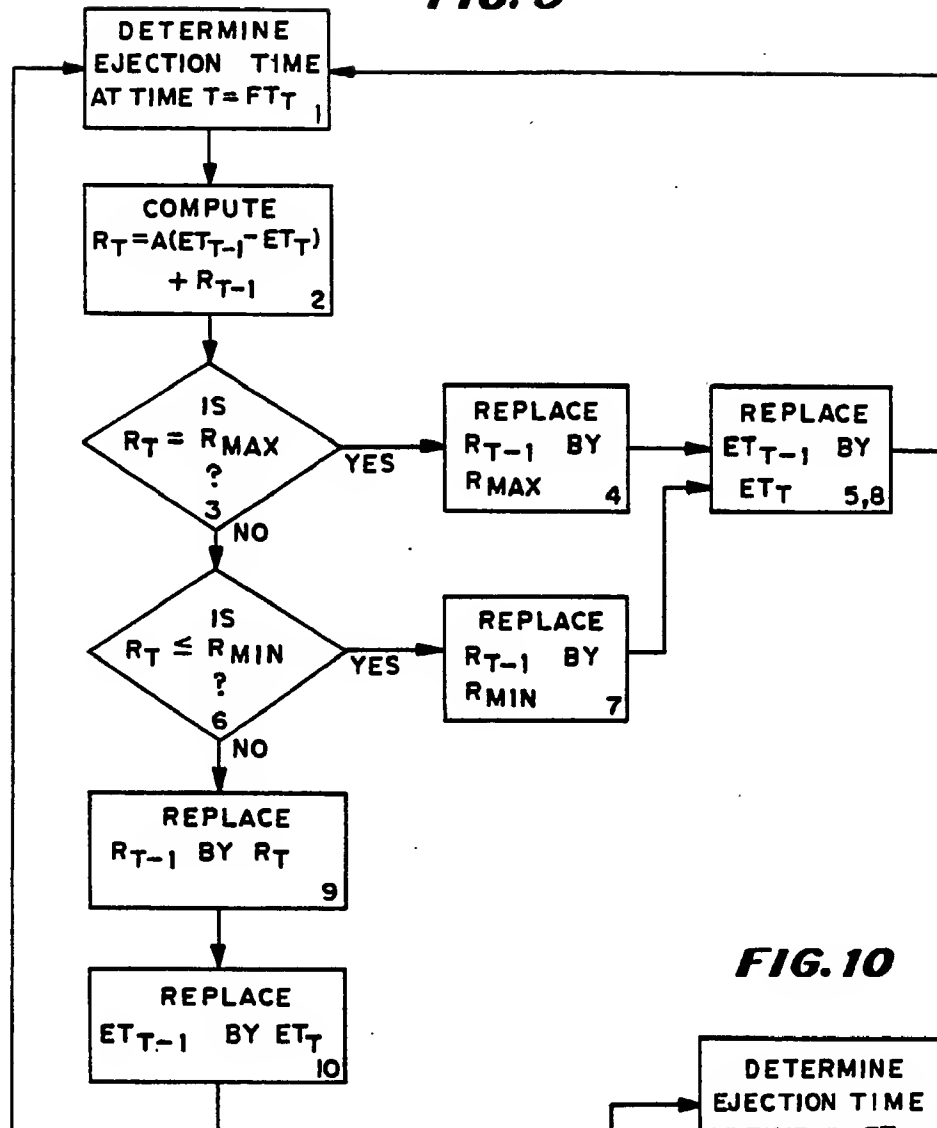 FIG. 9
DETERMINE
EJECTION TIME
AT TIME T=FT_T
1
COMPUTE
R_T=A(ET_T-1-ET_T)
+ R_T-1
2
IS
R_T = R_MAX
?
3
YES
NO
REPLACE
R_T-1 BY
R_MAX
4
REPLACE
ET_T-1 BY
ET_T
5,8
IS
R_T ≤ R_MIN
?
6
YES
NO
REPLACE
R_T-1 BY
R_MIN
7
REPLACE
R_T-1 BY R_T
9
REPLACE
ET_T-1 BY ET_T
10
FIG. 10
DETERMINE
EJECTION TIME